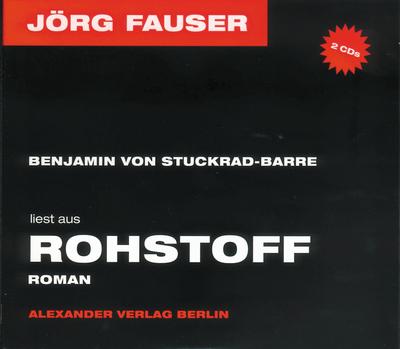 JÖRG FAUSER
2 CDs
BENJAMIN VON STUCKRAD-BARRE
liest aus
ROHSTOFF
ROMAN
ALEXANDER VERLAG BERLIN